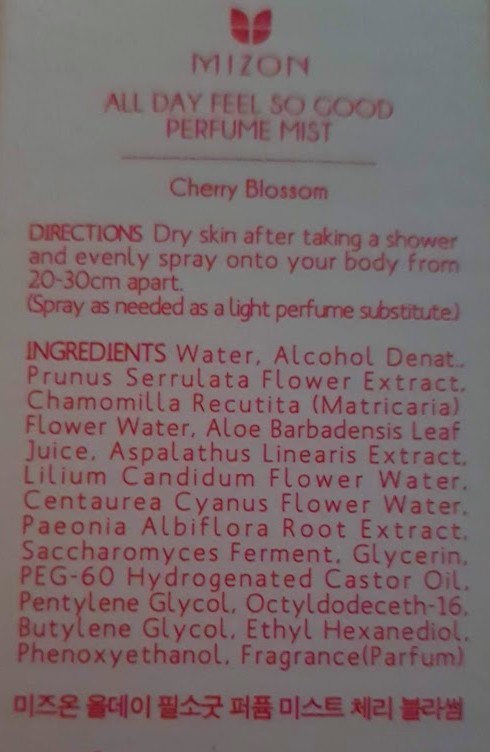 MIZON
ALL DAY FEEL SO GOOD
PERFUME MIST
Cherry Blossom
DIRECTIONS Dry skin after taking a shower
and evenly spray onto your body from
20-30cm apart.
(Spray as needed as a light perfume substitute.)
INGREDIENTS Water, Alcohol Denat.,
Prunus Serrulata Flower Extract,
Chamomilla Recutita (Matricaria)
Flower Water, Aloe Barbadensis Leaf
Juice, Aspalathus Linearis Extract,
Lilium Candidum Flower Water,
Centaurea Cyanus Flower Water,
Paeonia Albiflora Root Extract,
Saccharomyces Ferment, Glycerin,
PEG-60 Hydrogenated Castor Oil,
Pentylene Glycol, Octyldodeceth-16,
Butylene Glycol, Ethyl Hexanediol,
Phenoxyethanol, Fragrance(Parfum)
미즈온 올데이 필소굿 퍼퓸 미스트 체리 블라썸